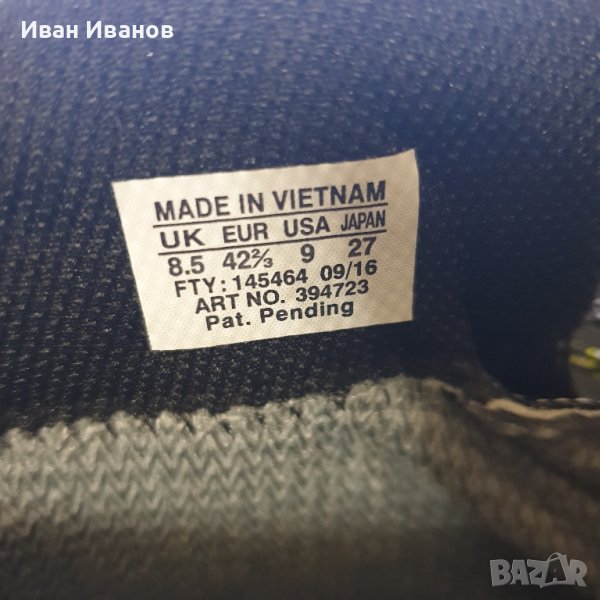 Иван Иванов
MADE IN VIETNAM
UK EUR USA JAPAN
8.5 42⅔ 9 27
FTY: 145464 09/16
ART NO. 394723
Pat. Pending
BAZAR